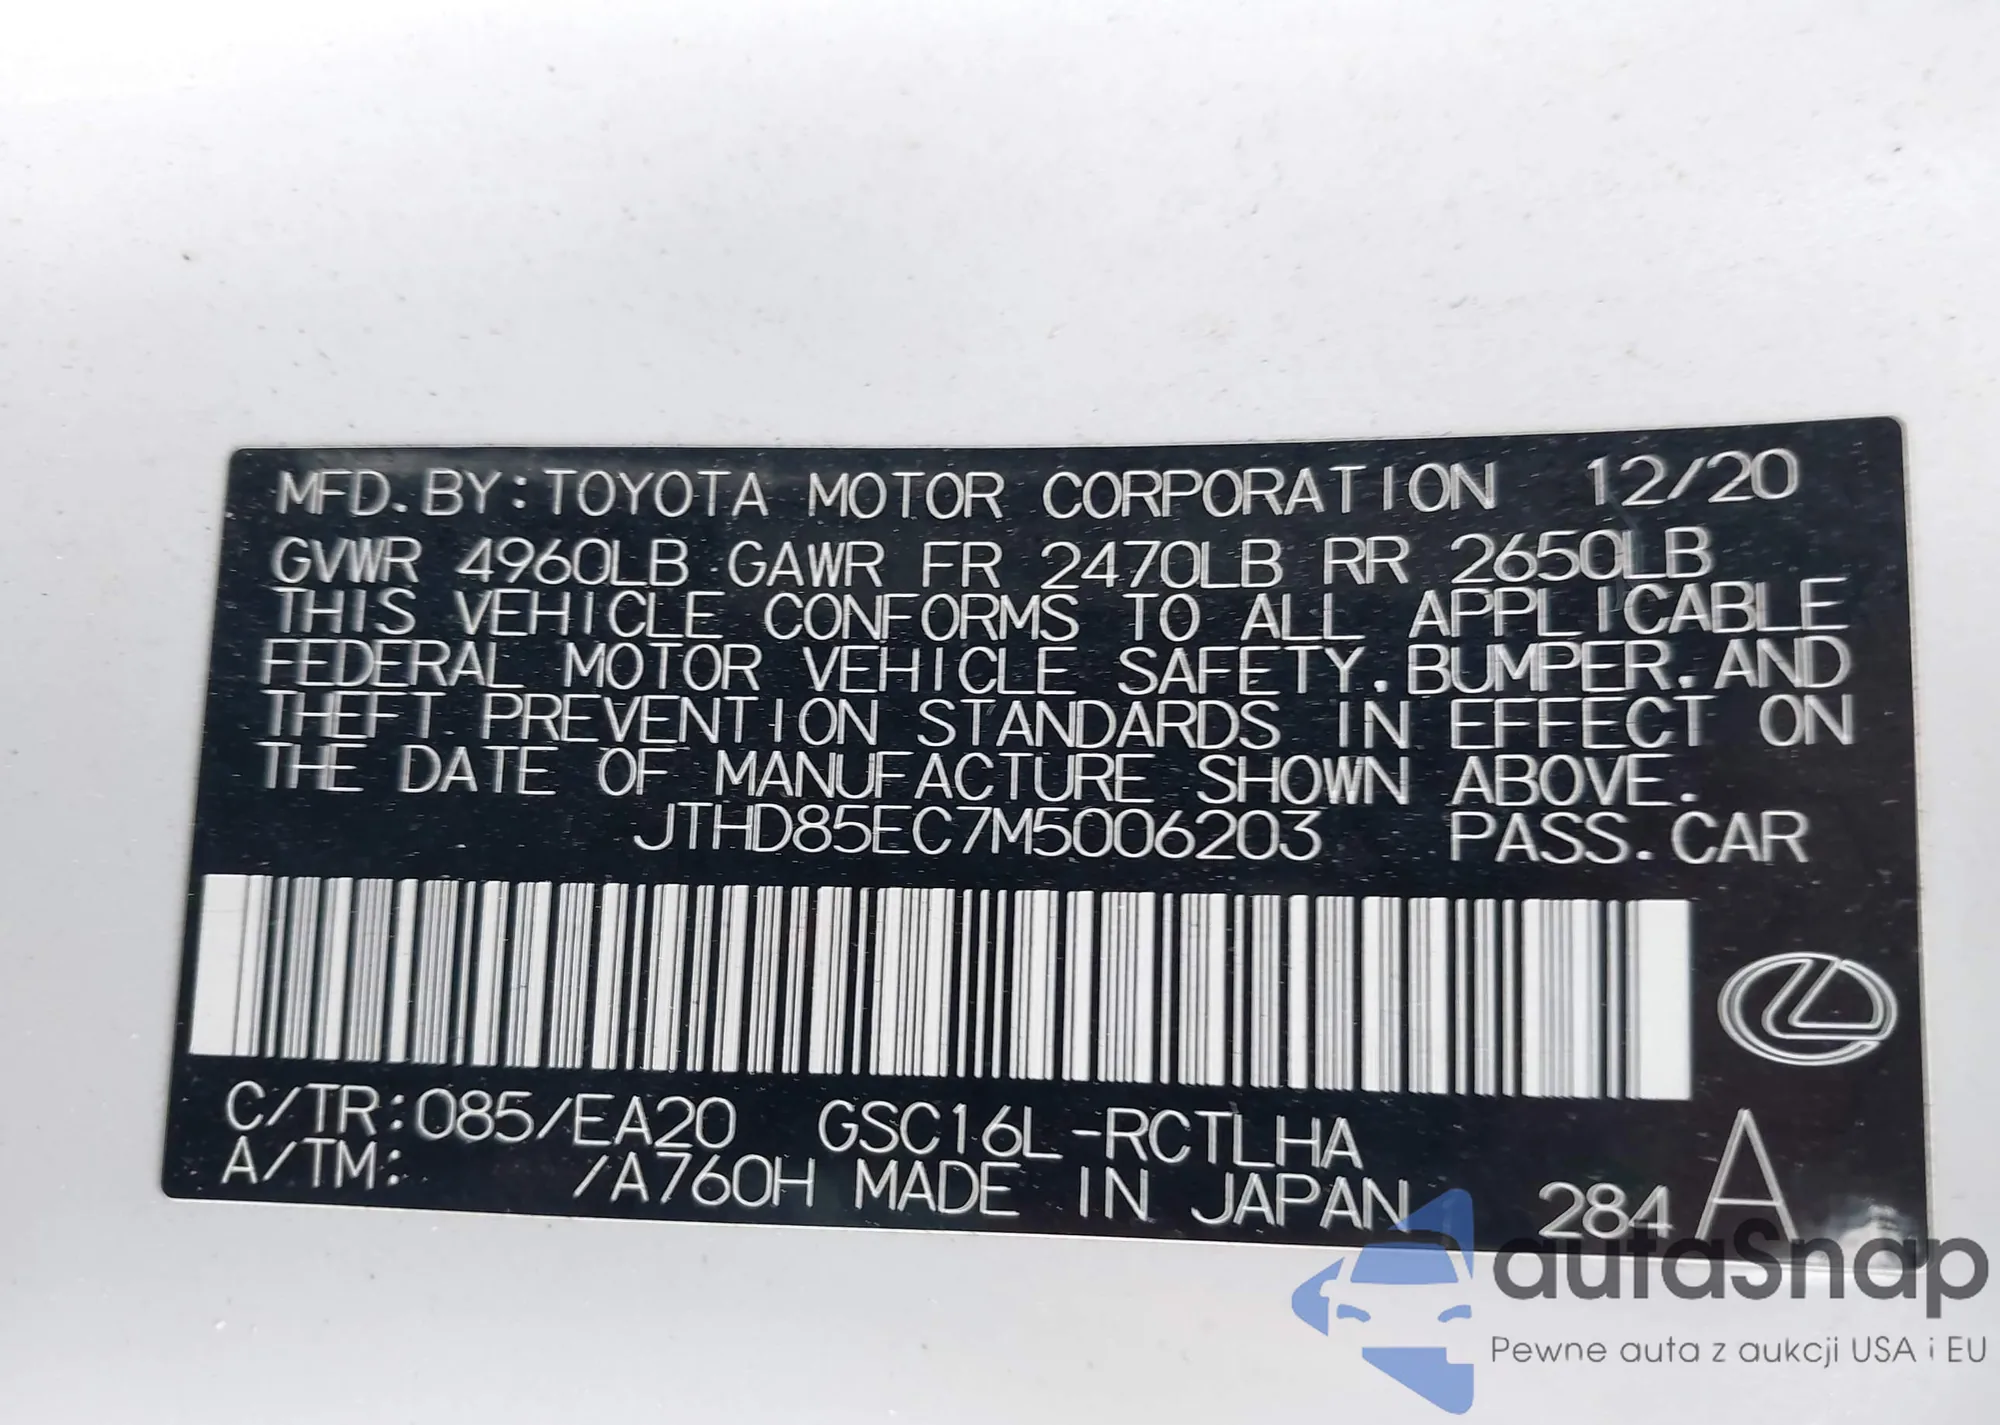 MFD. BY: TOYOTA MOTOR CORPORATION 12/20
GVWR 4960LB GAWR FR 2470LB RR 2650LB
THIS VEHICLE CONFORMS TO ALL APPLICABLE
FEDERAL MOTOR VEHICLE SAFETY, BUMPER, AND
THEFT PREVENTION STANDARDS IN EFFECT ON
THE DATE OF MANUFACTURE SHOWN ABOVE.
JTHD85EC7M5006203 PASS. CAR
C/TR: 085/EA20 GSC16L-RCTLHA
A/TM: /A760H MADE IN JAPAN 284 A
autaSnap
Pewne auta z aukcji USA i EU